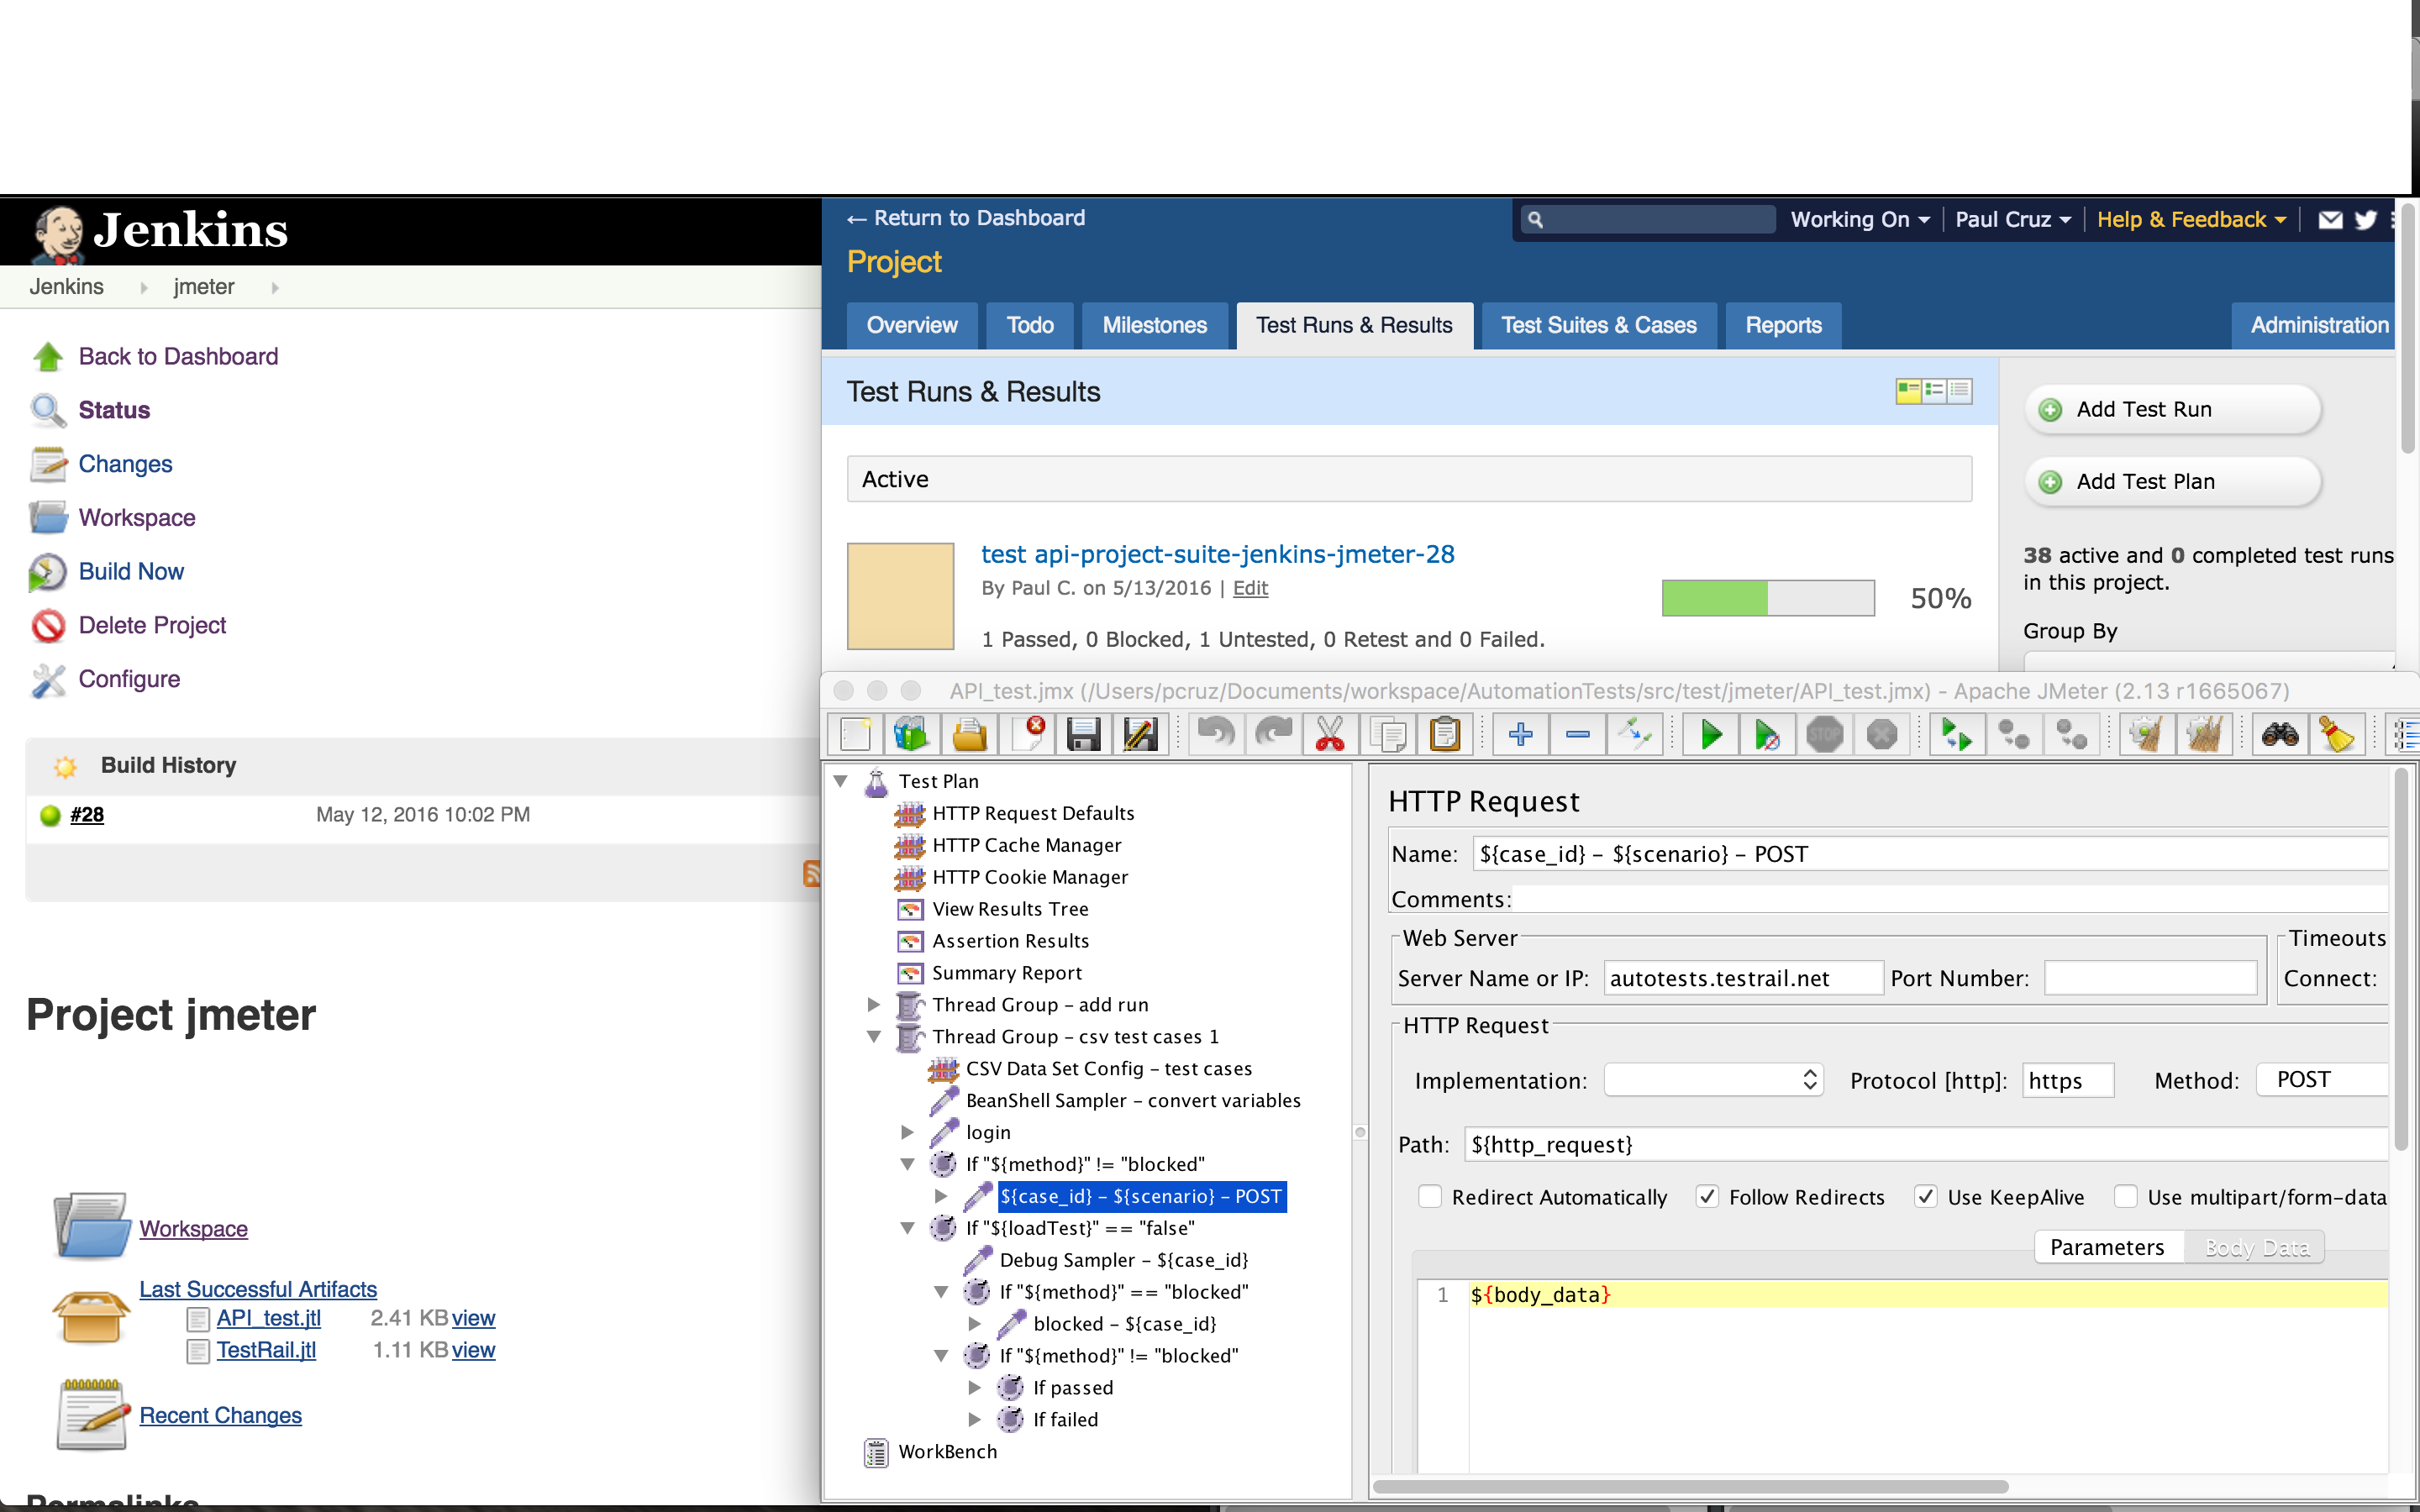 Jenkins
Jenkins jmeter
Back to Dashboard
Status
Changes
Workspace
Build Now
Delete Project
Configure
Build History
#28 May 12, 2016 10:02 PM
Project jmeter
Workspace
Last Successful Artifacts
API_test.jtl 2.41 KB view
TestRail.jtl 1.11 KB view
Recent Changes
Permalinks
← Return to Dashboard
Working On Paul Cruz Help & Feedback
Project
Overview Todo Milestones Test Runs & Results Test Suites & Cases Reports Administration
Test Runs & Results
Active
test api-project-suite-jenkins-jmeter-28
By Paul C. on 5/13/2016 | Edit
50%
1 Passed, 0 Blocked, 1 Untested, 0 Retest and 0 Failed.
Add Test Run
Add Test Plan
38 active and 0 completed test runs
in this project.
Group By
API_test.jmx (/Users/pcruz/Documents/workspace/AutomationTests/src/test/jmeter/API_test.jmx) - Apache JMeter (2.13 r1665067)
STOP
Test Plan
HTTP Request Defaults
HTTP Cache Manager
HTTP Cookie Manager
View Results Tree
Assertion Results
Summary Report
Thread Group – add run
Thread Group – csv test cases 1
CSV Data Set Config – test cases
BeanShell Sampler – convert variables
login
If "${method}" != "blocked"
${case_id} – ${scenario} – POST
If "${loadTest}" == "false"
Debug Sampler – ${case_id}
If "${method}" == "blocked"
blocked – ${case_id}
If "${method}" != "blocked"
If passed
If failed
WorkBench
HTTP Request
Name: ${case_id} – ${scenario} – POST
Comments:
Web Server Timeouts
Server Name or IP: autotests.testrail.net Port Number: Connect:
HTTP Request
Implementation: Protocol [http]: https Method: POST
Path: ${http_request}
Redirect Automatically Follow Redirects Use KeepAlive Use multipart/form-data
Parameters Body Data
1 ${body_data}